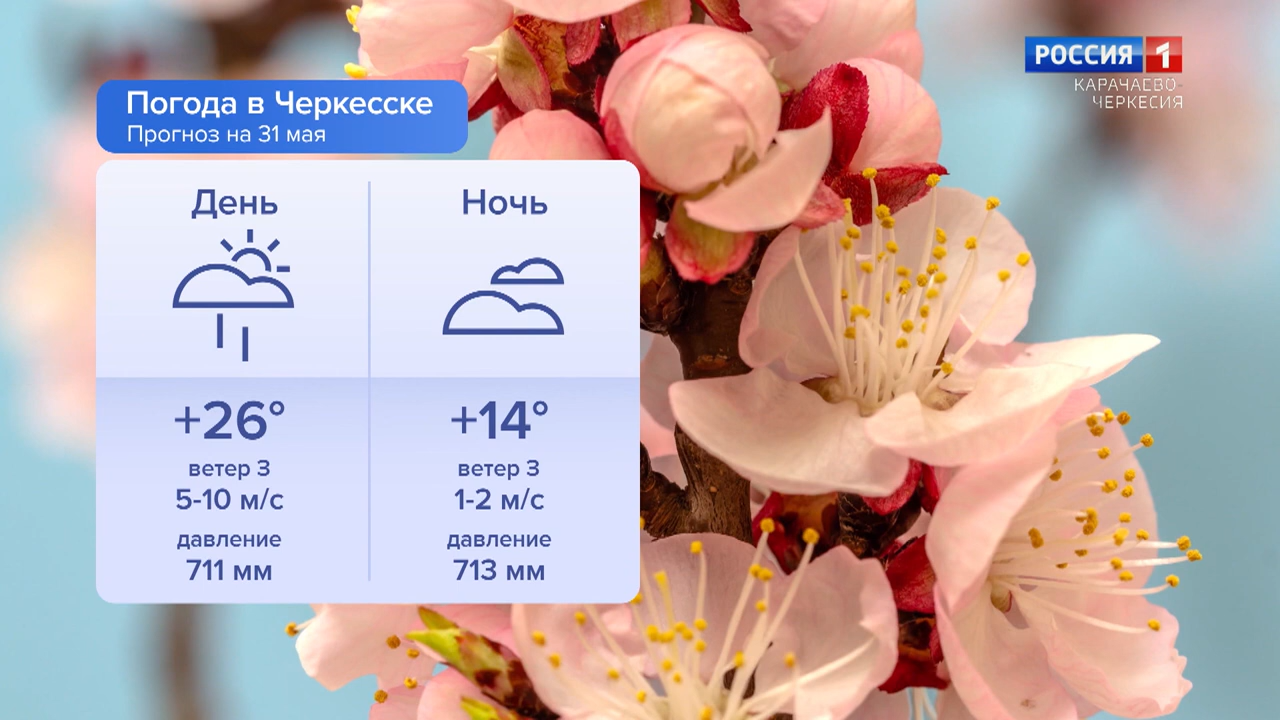 Погода в Черкесске
Прогноз на 31 мая
РОССИЯ 1
КАРАЧАЕВО-
ЧЕРКЕСИЯ
День
+26°
ветер З
5-10 м/с
давление
711 мм
Ночь
+14°
ветер З
1-2 м/с
давление
713 мм